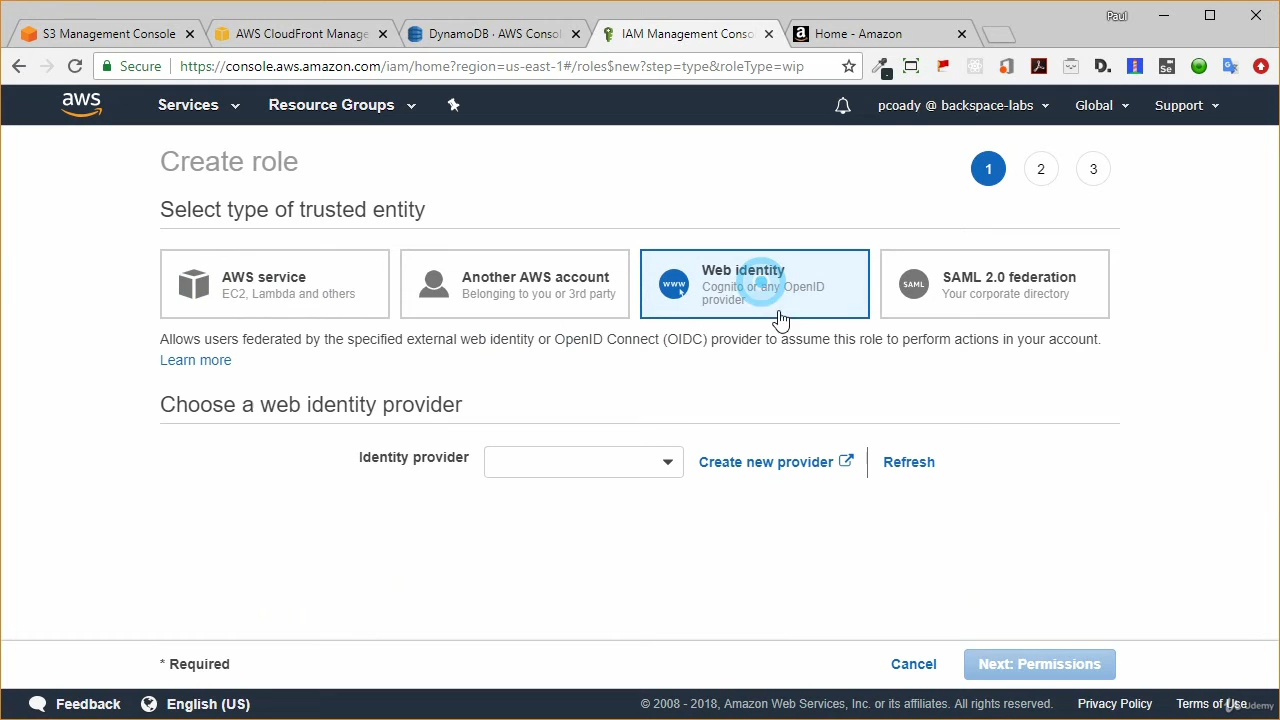 Paul
S3 Management Console
AWS CloudFront Manage
DynamoDB · AWS Consol
IAM Management Conso
Home - Amazon
Secure
https://console.aws.amazon.com/iam/home?region=us-east-1#/roles$new?step=type&roleType=wip
aws
Services
Resource Groups
pcoady @ backspace-labs
Global
Support
Create role
1
2
3
Select type of trusted entity
AWS service
EC2, Lambda and others
Another AWS account
Belonging to you or 3rd party
www
Web identity
Cognito or any OpenID
provider
SAML
SAML 2.0 federation
Your corporate directory
Allows users federated by the specified external web identity or OpenID Connect (OIDC) provider to assume this role to perform actions in your account.
Learn more
Choose a web identity provider
Identity provider
Create new provider
Refresh
* Required
Cancel
Next: Permissions
Feedback
English (US)
© 2008 - 2018, Amazon Web Services, Inc. or its affiliates. All rights reserved.
Privacy Policy
Terms of Use
Udemy